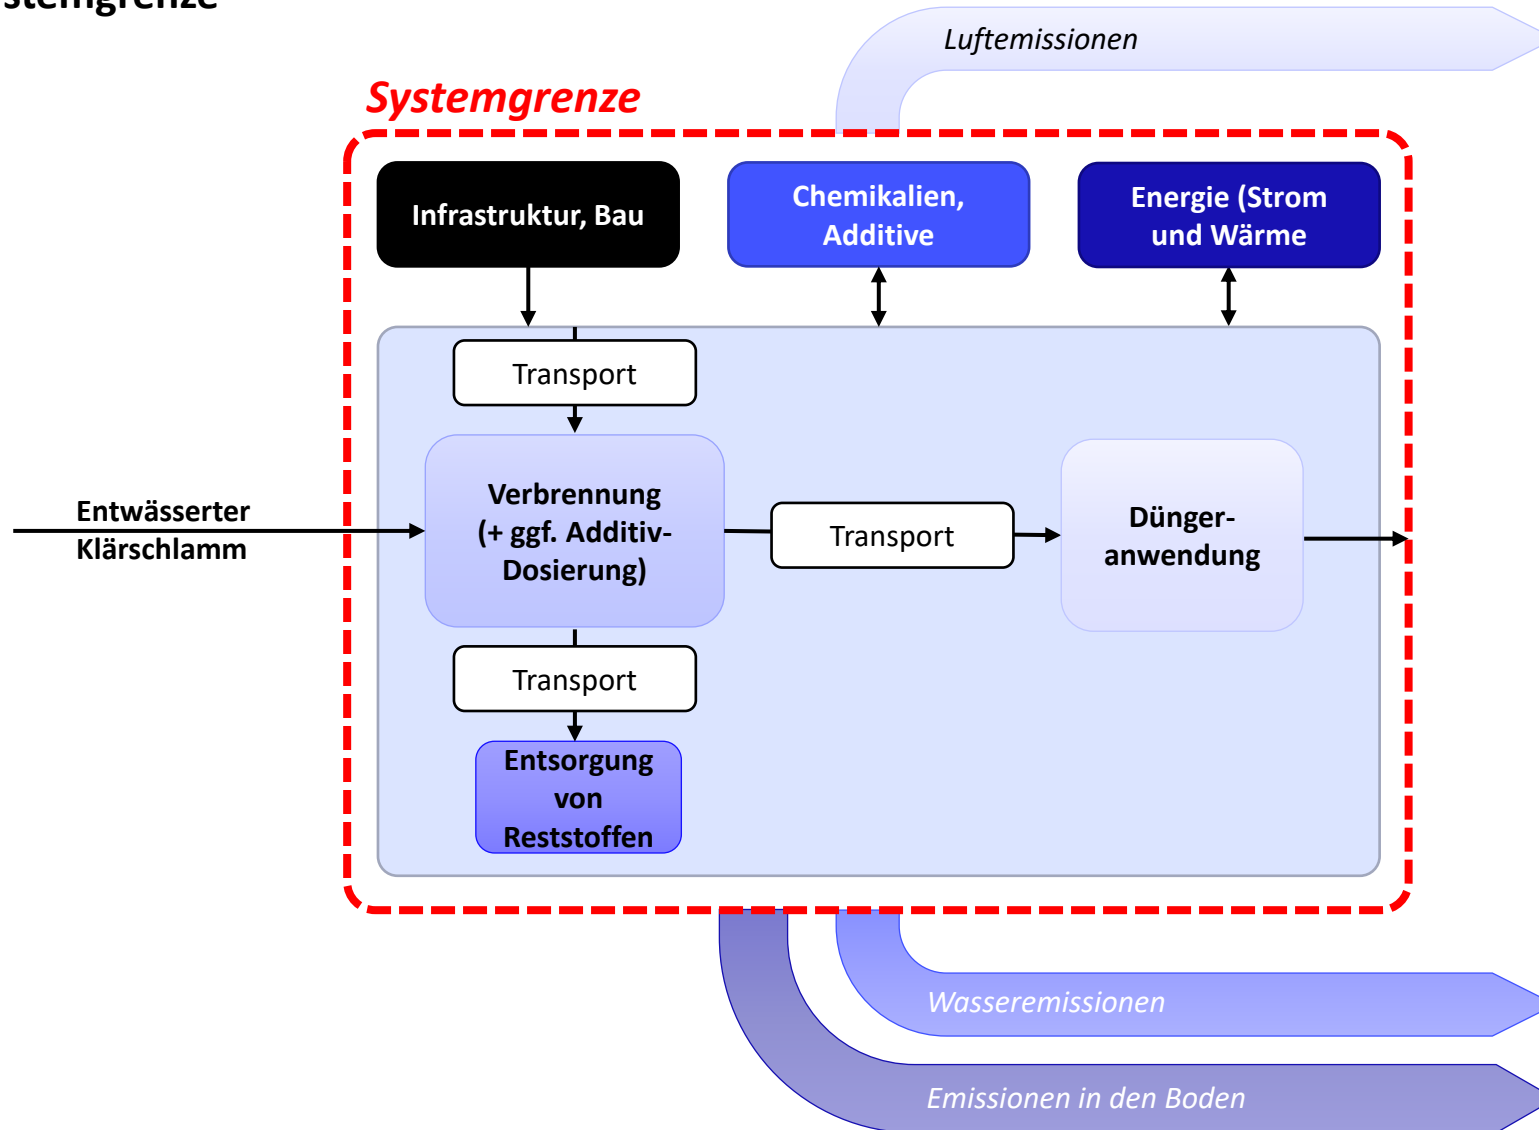 stemgrenze
Luftemissionen
Systemgrenze
Infrastruktur, Bau
Chemikalien,
Additive
Energie (Strom
und Wärme
Transport
Entwässerter
Klärschlamm
Verbrennung
(+ ggf. Additiv-
Dosierung)
Transport
Dünger-
anwendung
Transport
Entsorgung
von
Reststoffen
Wasseremissionen
Emissionen in den Boden